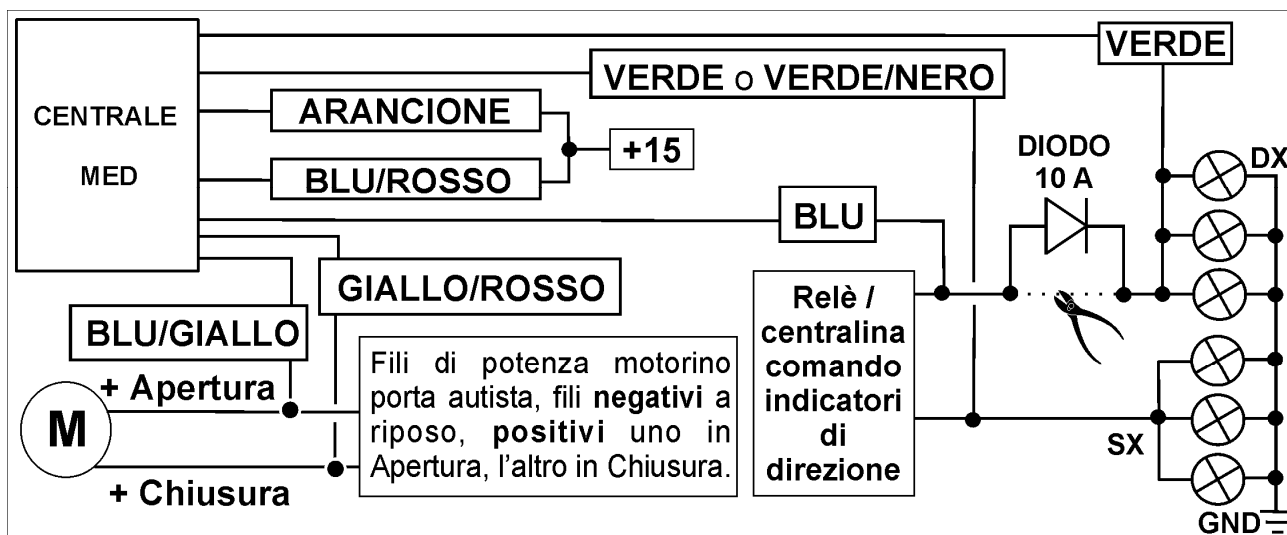 VERDE
CENTRALE
MED
VERDE o VERDE/NERO
ARANCIONE
+15
BLU/ROSSO
DIODO
10 A
DX
BLU
GIALLO/ROSSO
BLU/GIALLO
Relè /
centralina
comando
indicatori
di
direzione
+ Apertura
M
+ Chiusura
Fili di potenza motorino
porta autista, fili negativi a
riposo, positivi uno in
Apertura, l'altro in Chiusura.
SX
GND